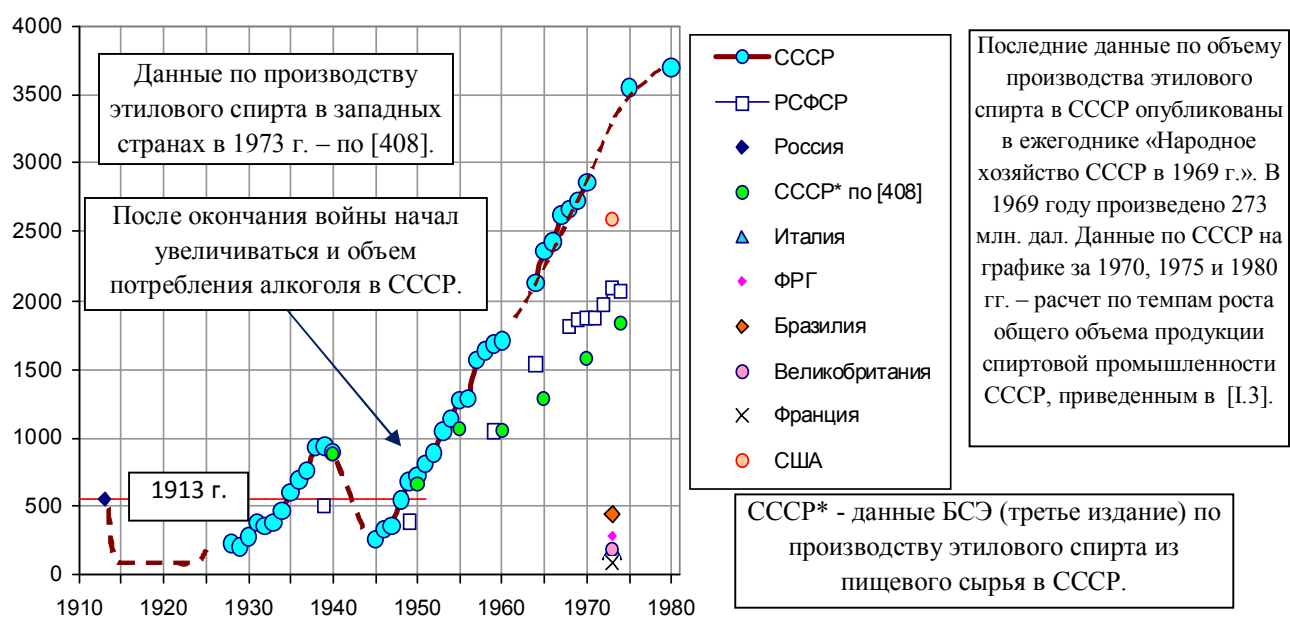 4000
3500
3000
2500
2000
1500
1000
500
0
1910
1920
1930
1940
1950
1960
1970
1980
Данные по производству
этилового спирта в западных
странах в 1973 г. – по [408].
После окончания войны начал
увеличиваться и объем
потребления алкоголя в СССР.
1913 г.
СССР
РСФСР
Россия
СССР* по [408]
Италия
ФРГ
Бразилия
Великобритания
Франция
США
Последние данные по объему
производства этилового
спирта в СССР опубликованы
в ежегоднике «Народное
хозяйство СССР в 1969 г.». В
1969 году произведено 273
млн. дал. Данные по СССР на
графике за 1970, 1975 и 1980
гг. – расчет по темпам роста
общего объема продукции
спиртовой промышленности
СССР, приведенным в [I.3].
СССР* - данные БСЭ (третье издание) по
производству этилового спирта из
пищевого сырья в СССР.